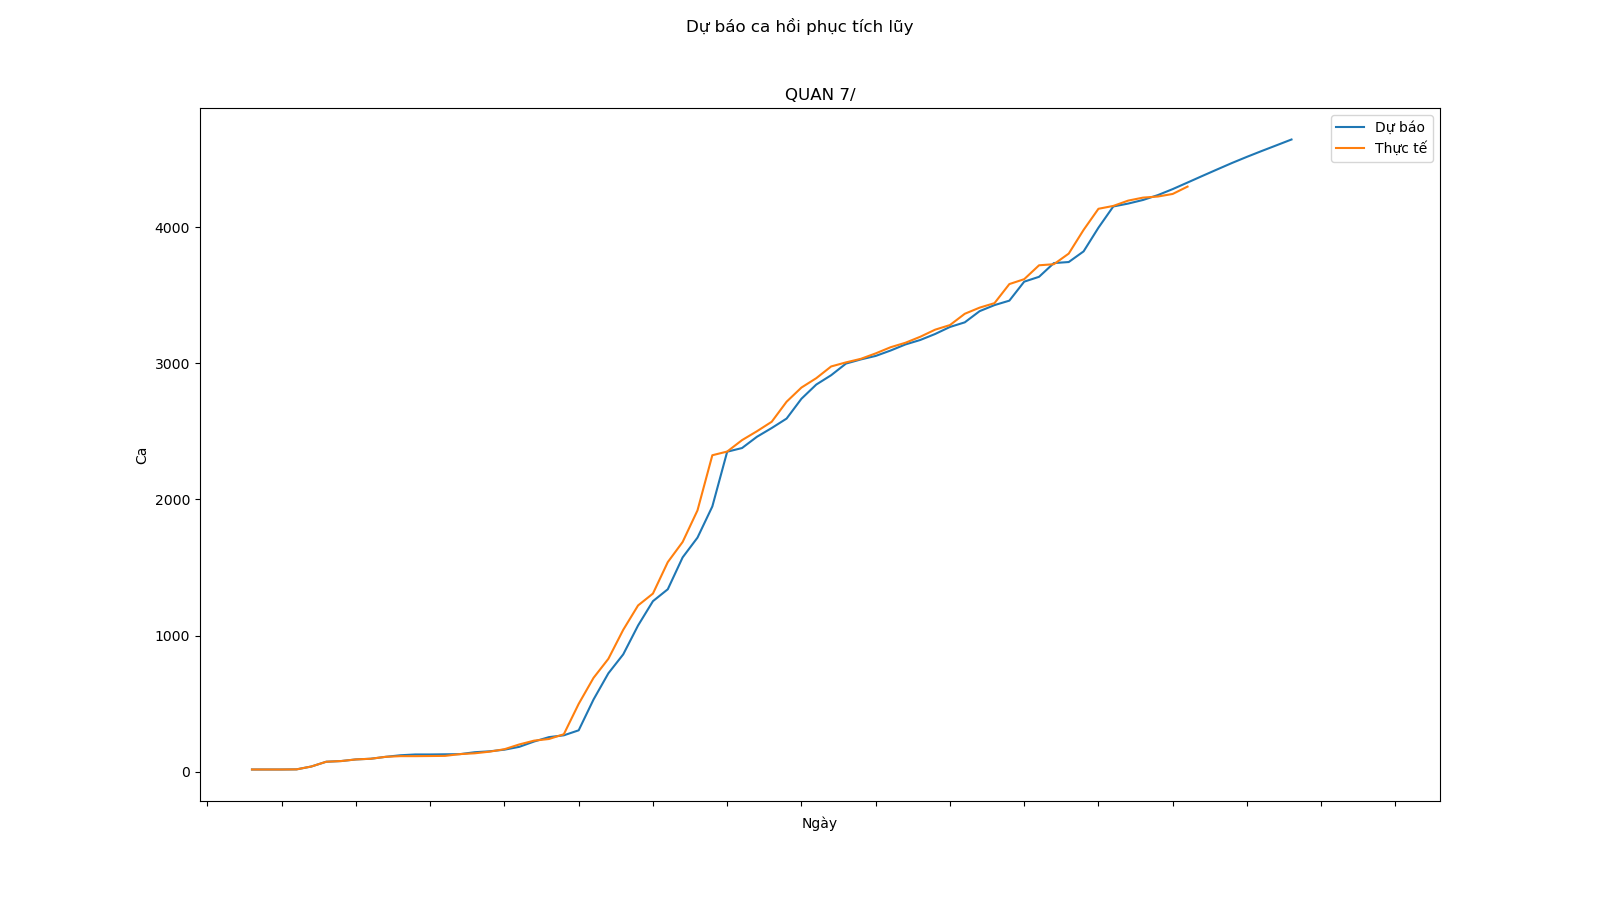 Dự báo ca hồi phục tích lũy
QUAN 7/
Dự báo
Thực tế
4000
3000
2000
1000
0
Ca
Ngày